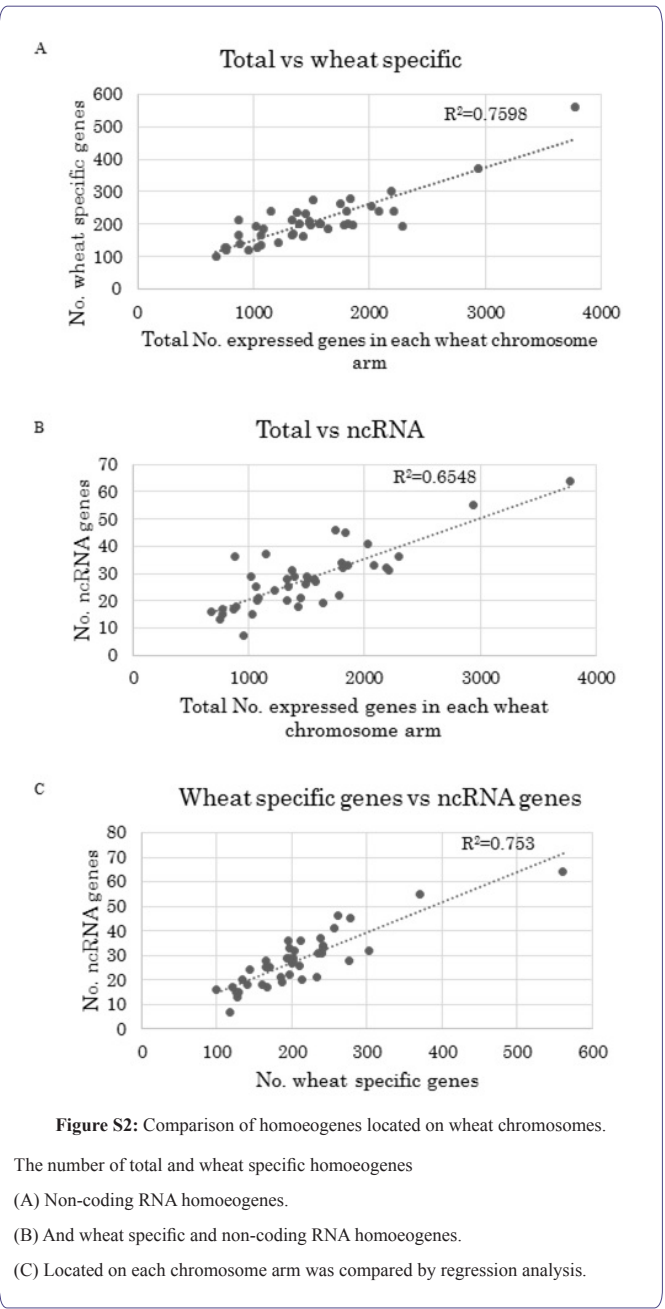 A
Total vs wheat specific
R²=0.7598
No. wheat specific genes
600
500
400
300
200
100
0
0 1000 2000 3000 4000
Total No. expressed genes in each wheat chromosome
arm
B
Total vs ncRNA
R²=0.6548
No. ncRNA genes
70
60
50
40
30
20
10
0
0 1000 2000 3000 4000
Total No. expressed genes in each wheat
chromosome arm
C
Wheat specific genes vs ncRNA genes
R²=0.753
No. ncRNA genes
80
70
60
50
40
30
20
10
0
0 100 200 300 400 500 600
No. wheat specific genes
Figure S2: Comparison of homoeogenes located on wheat chromosomes.
The number of total and wheat specific homoeogenes
(A) Non-coding RNA homoeogenes.
(B) And wheat specific and non-coding RNA homoeogenes.
(C) Located on each chromosome arm was compared by regression analysis.